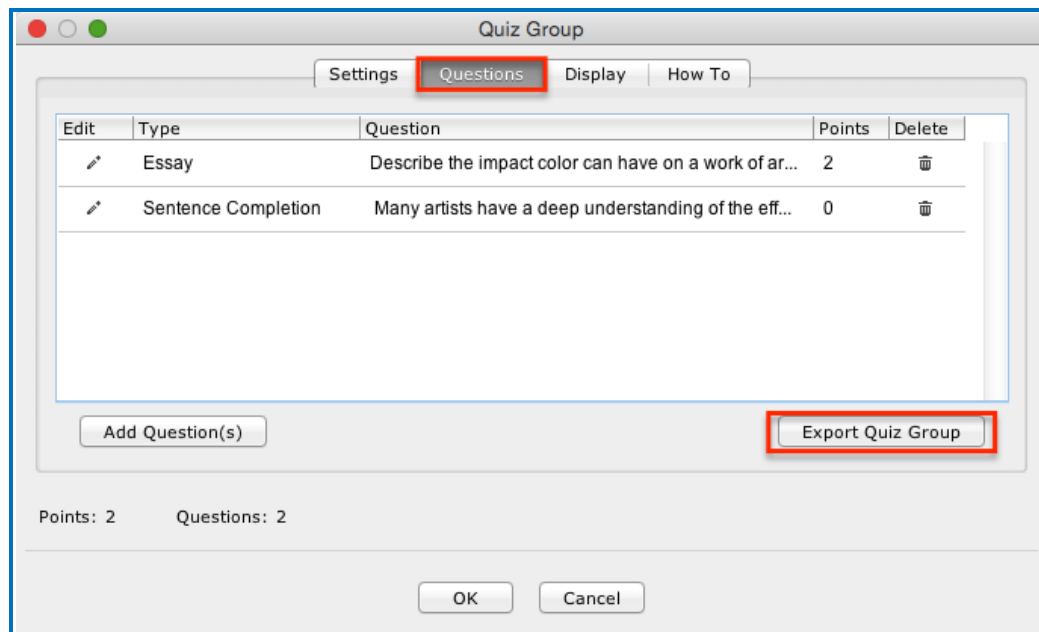 Quiz Group
Settings Questions Display How To
Edit Type Question Points Delete
Essay Describe the impact color can have on a work of ar... 2
Sentence Completion Many artists have a deep understanding of the eff... 0
Add Question(s) Export Quiz Group
Points: 2 Questions: 2
OK Cancel